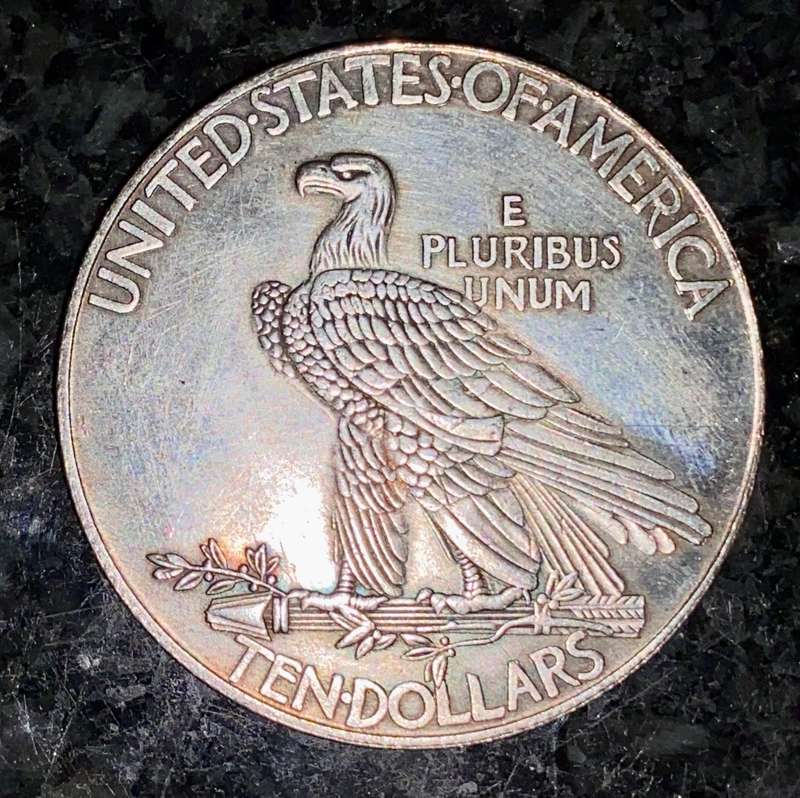 UNITED·STATES·OF·AMERICA
E
PLURIBUS
UNUM
TEN·DOLLARS